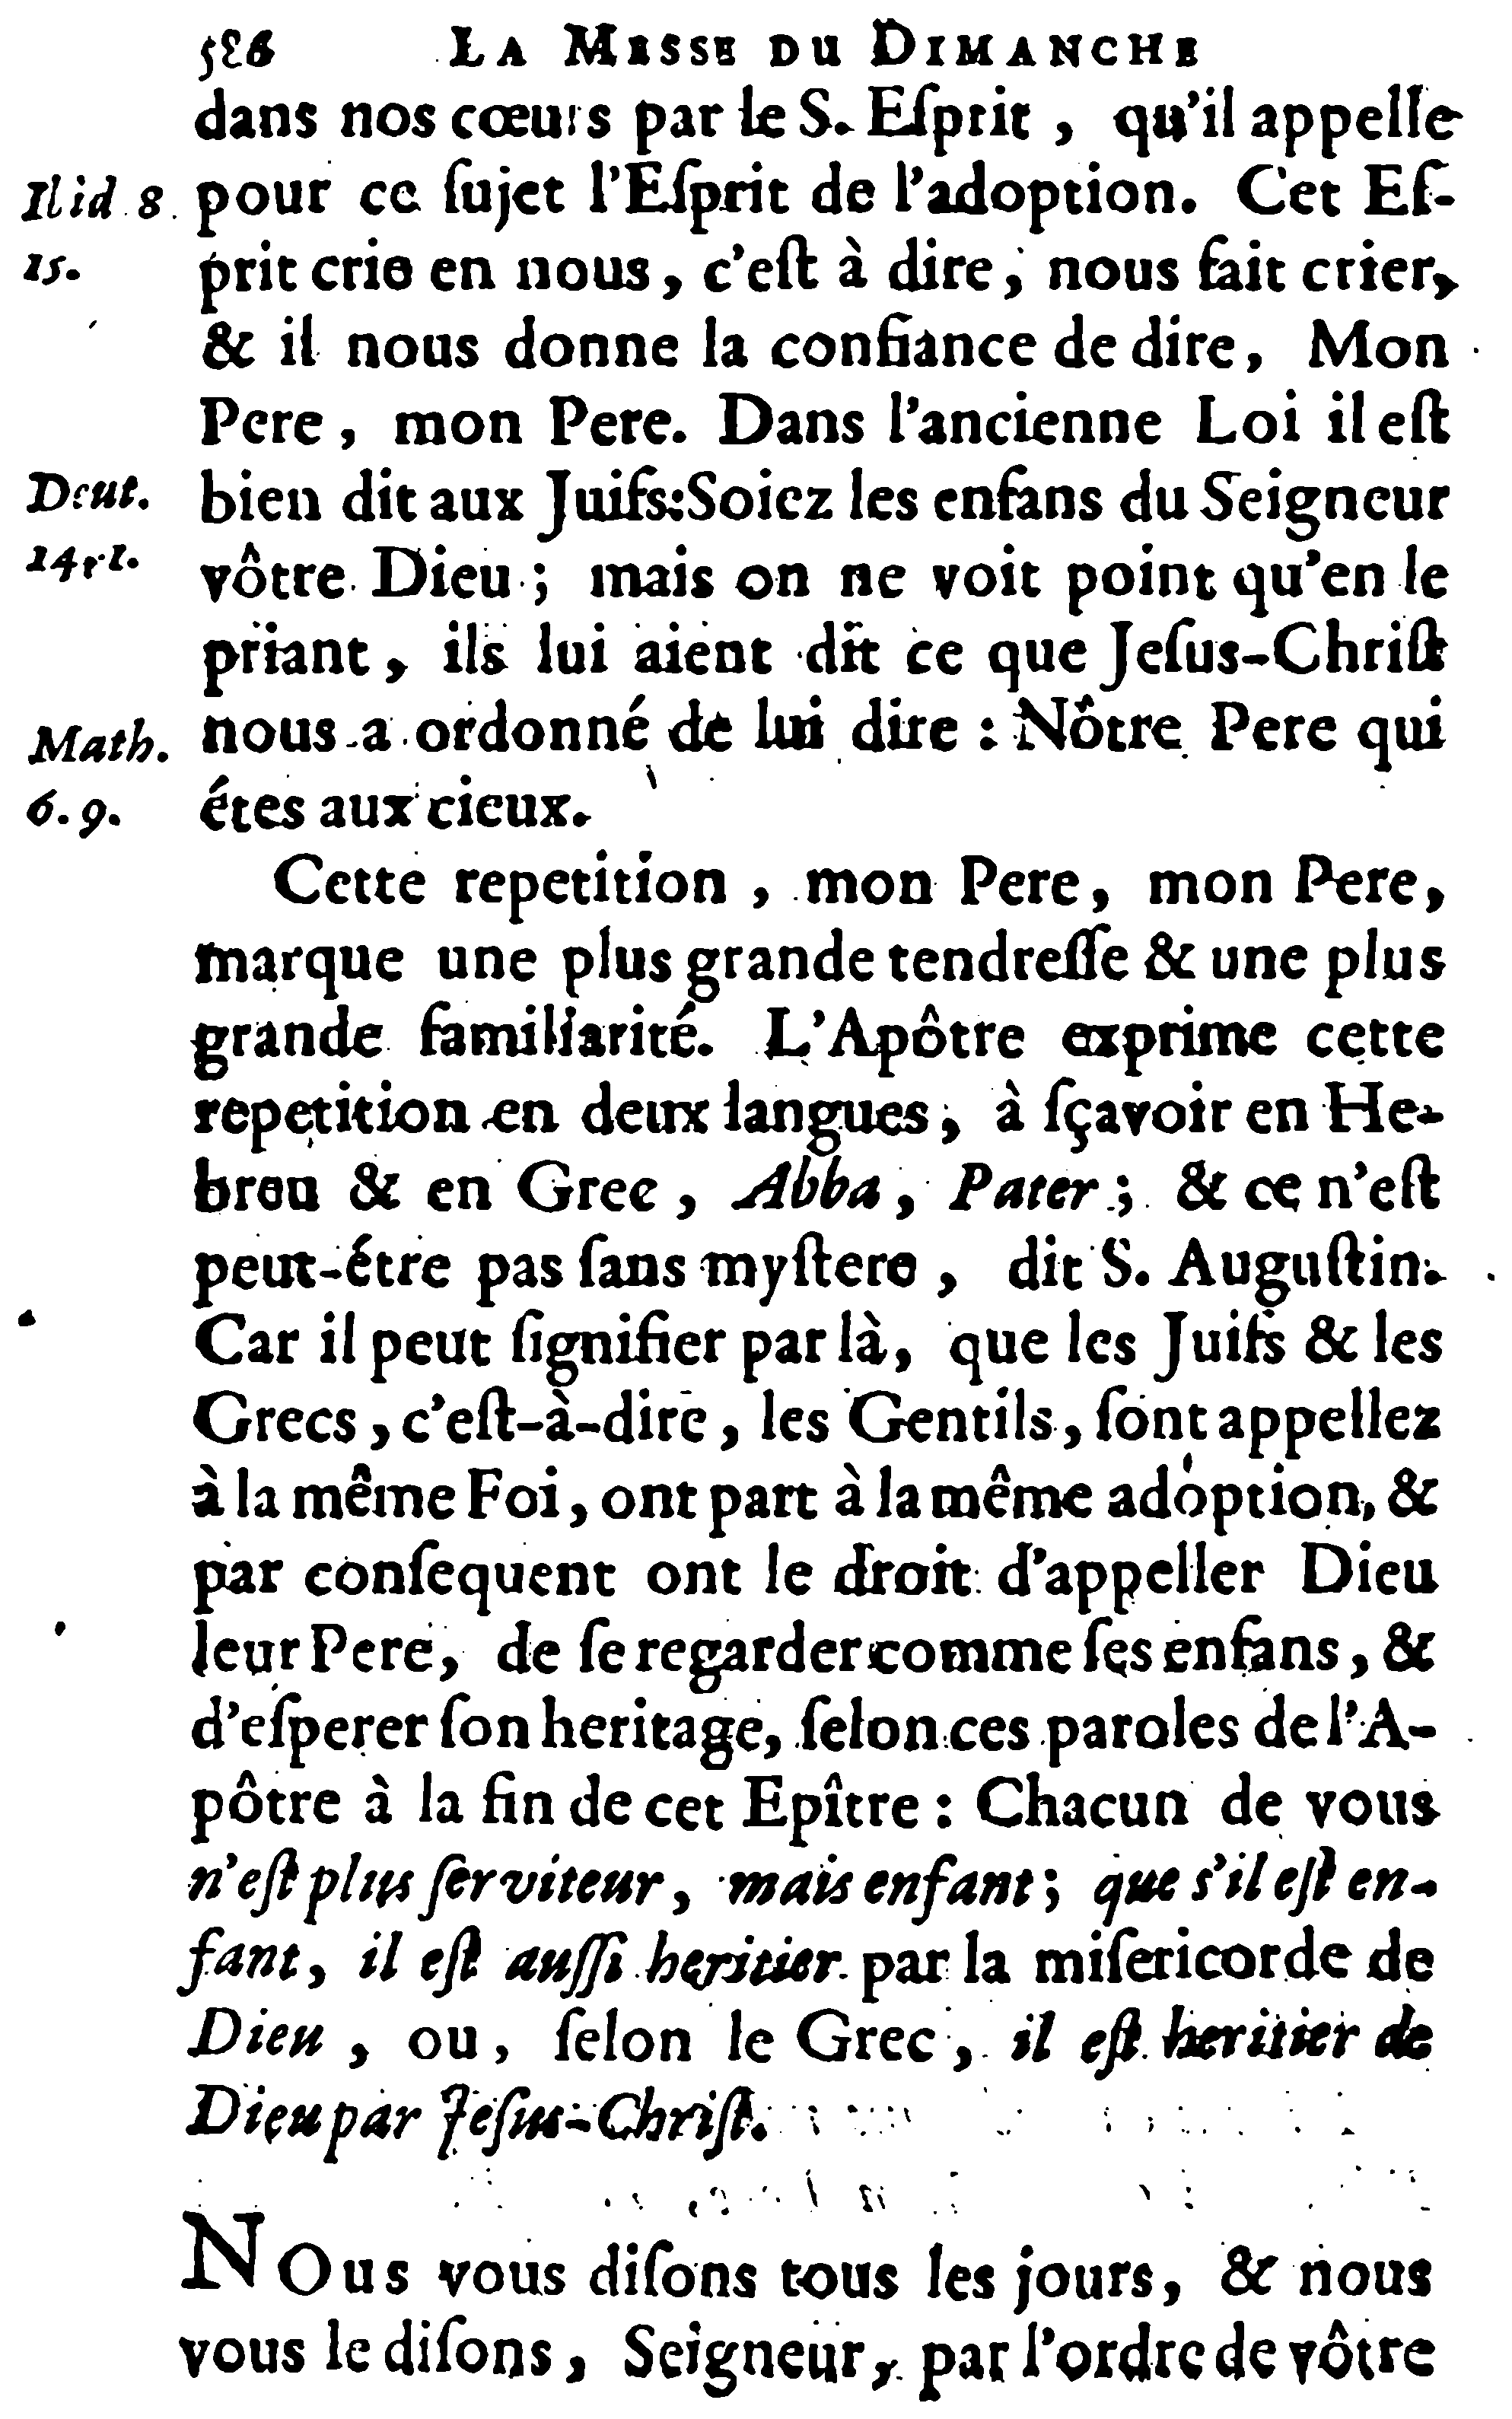 526 LA MESSE DU DIMANCHE
dans nos cœurs par le S. Eſprit , qu'il appelle
Ibid 8. pour ce ſujet l'Eſprit de l'adoption. Cet Eſ-
15. prit crie en nous, c'eſt à dire, nous fait crier,
& il nous donne la confiance de dire, Mon
Pere, mon Pere. Dans l'ancienne Loi il eſt
Deut. bien dit aux Juifs: Soiez les enfans du Seigneur
14. 1. vôtre Dieu ; mais on ne voit point qu'en le
priant, ils lui aient dit ce que Jeſus-Chriſt
Math. nous a ordonné de lui dire : Nôtre Pere qui
6. 9. étes aux cieux.
Cette repetition , mon Pere, mon Pere,
marque une plus grande tendreſſe & une plus
grande familiarité. L'Apôtre exprime cette
repetition en deux langues, à ſçavoir en He-
breu & en Grec , Abba, Pater ; & ce n'eſt
peut-étre pas ſans myſtere , dit S. Auguſtin.
Car il peut ſignifier par là, que les Juifs & les
Grecs, c'eſt-à-dire, les Gentils, ſont appellez
à la même Foi, ont part à la même adoption, &
par conſequent ont le droit d'appeller Dieu
leur Pere, de ſe regarder comme ſes enfans, &
d'eſperer ſon heritage, ſelon ces paroles de l'A-
pôtre à la fin de cet Epître : Chacun de vous
n'eſt plus ſerviteur, mais enfant; que s'il eſt en-
fant, il eſt auſſi heritier par la miſericorde de
Dieu , ou, ſelon le Grec, il eſt heritier de
Dieu par Jeſus-Chriſt.
NOus vous diſons tous les jours, & nous
vous le diſons, Seigneur, par l'ordre de vôtre